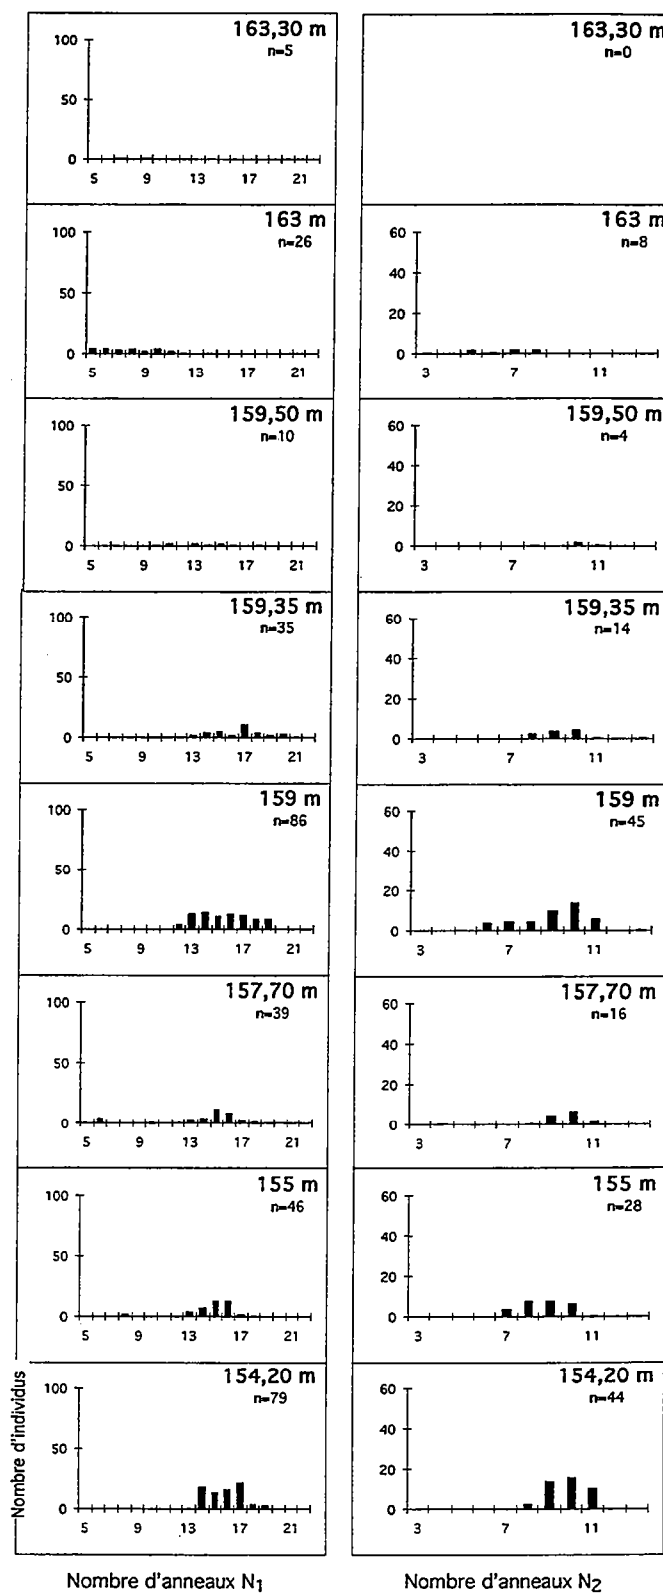 163,30 m
n=5
100
50
0
5 9 13 17 21
163,30 m
n=0
163 m
n=26
100
50
0
5 9 13 17 21
163 m
n=8
60
40
20
0
3 7 11
159,50 m
n=10
100
50
0
5 9 13 17 21
159,50 m
n=4
60
40
20
0
3 7 11
159,35 m
n=35
100
50
0
5 9 13 17 21
159,35 m
n=14
60
40
20
0
3 7 11
159 m
n=86
100
50
0
5 9 13 17 21
159 m
n=45
60
40
20
0
3 7 11
157,70 m
n=39
100
50
0
5 9 13 17 21
157,70 m
n=16
60
40
20
0
3 7 11
155 m
n=46
100
50
0
5 9 13 17 21
155 m
n=28
60
40
20
0
3 7 11
154,20 m
n=79
100
50
0
5 9 13 17 21
154,20 m
n=44
60
40
20
0
3 7 11
Nombre d'individus
Nombre d'anneaux N1
Nombre d'anneaux N2